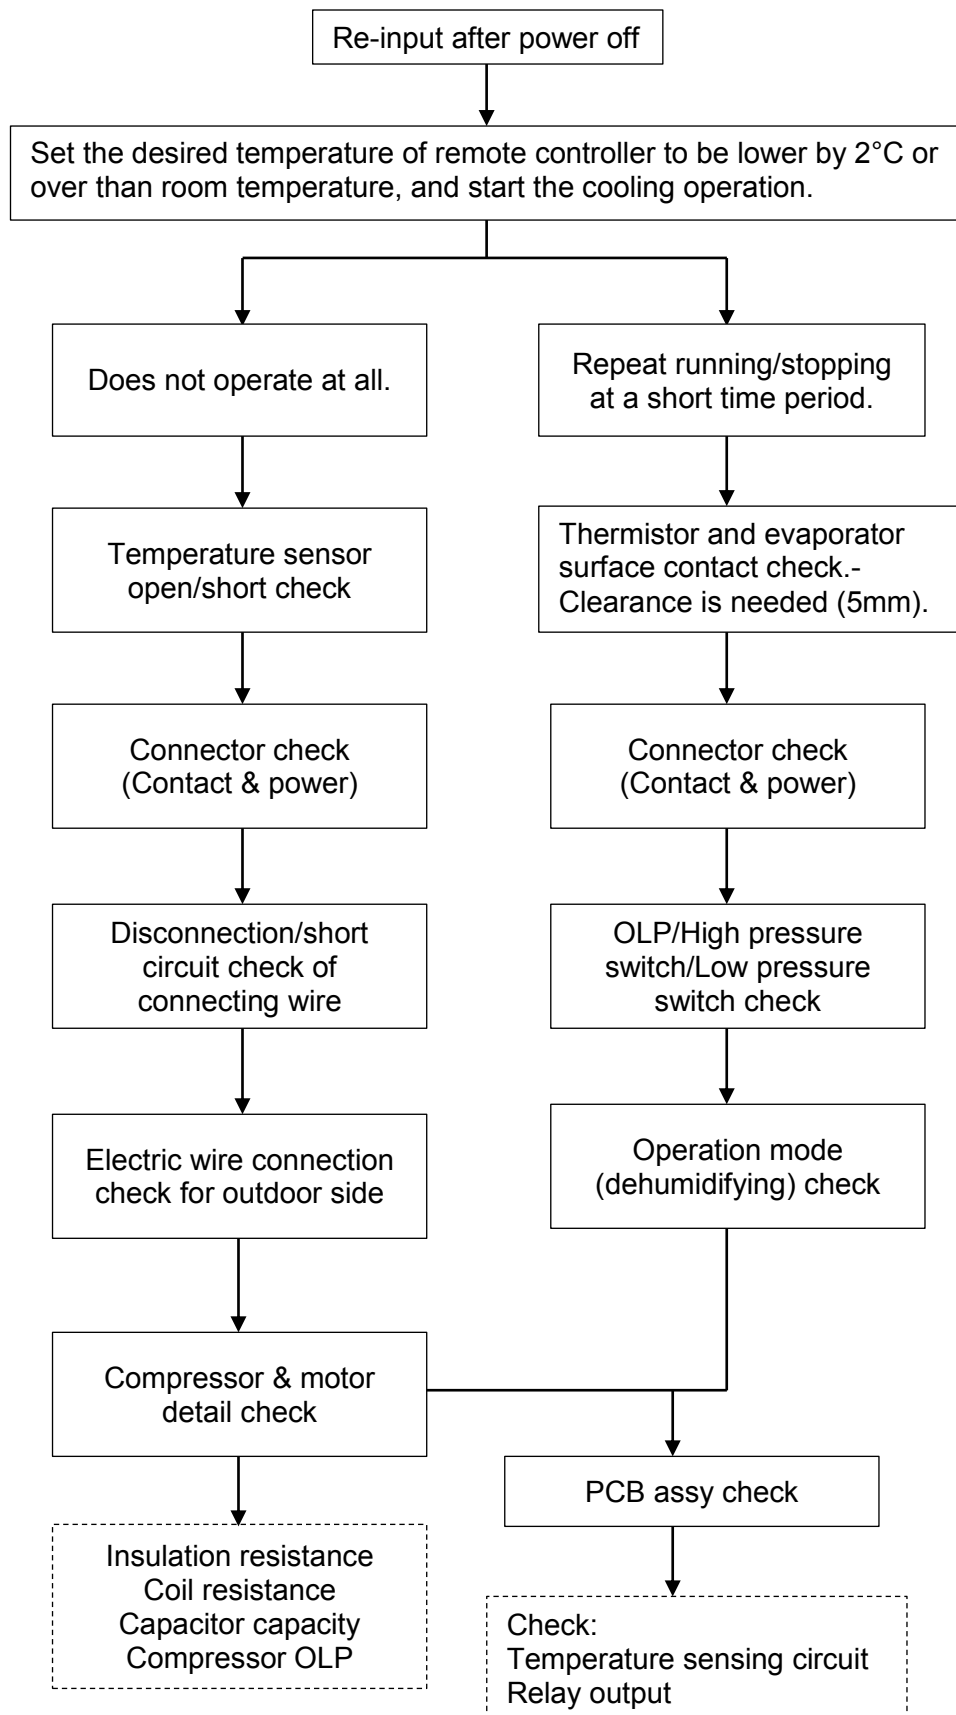 Re-input after power off
Set the desired temperature of remote controller to be lower by 2°C or
over than room temperature, and start the cooling operation.
Does not operate at all.
Repeat running/stopping
at a short time period.
Temperature sensor
open/short check
Thermistor and evaporator
surface contact check.-
Clearance is needed (5mm).
Connector check
(Contact & power)
Connector check
(Contact & power)
Disconnection/short
circuit check of
connecting wire
OLP/High pressure
switch/Low pressure
switch check
Electric wire connection
check for outdoor side
Operation mode
(dehumidifying) check
Compressor & motor
detail check
PCB assy check
Insulation resistance
Coil resistance
Capacitor capacity
Compressor OLP
Check:
Temperature sensing circuit
Relay output